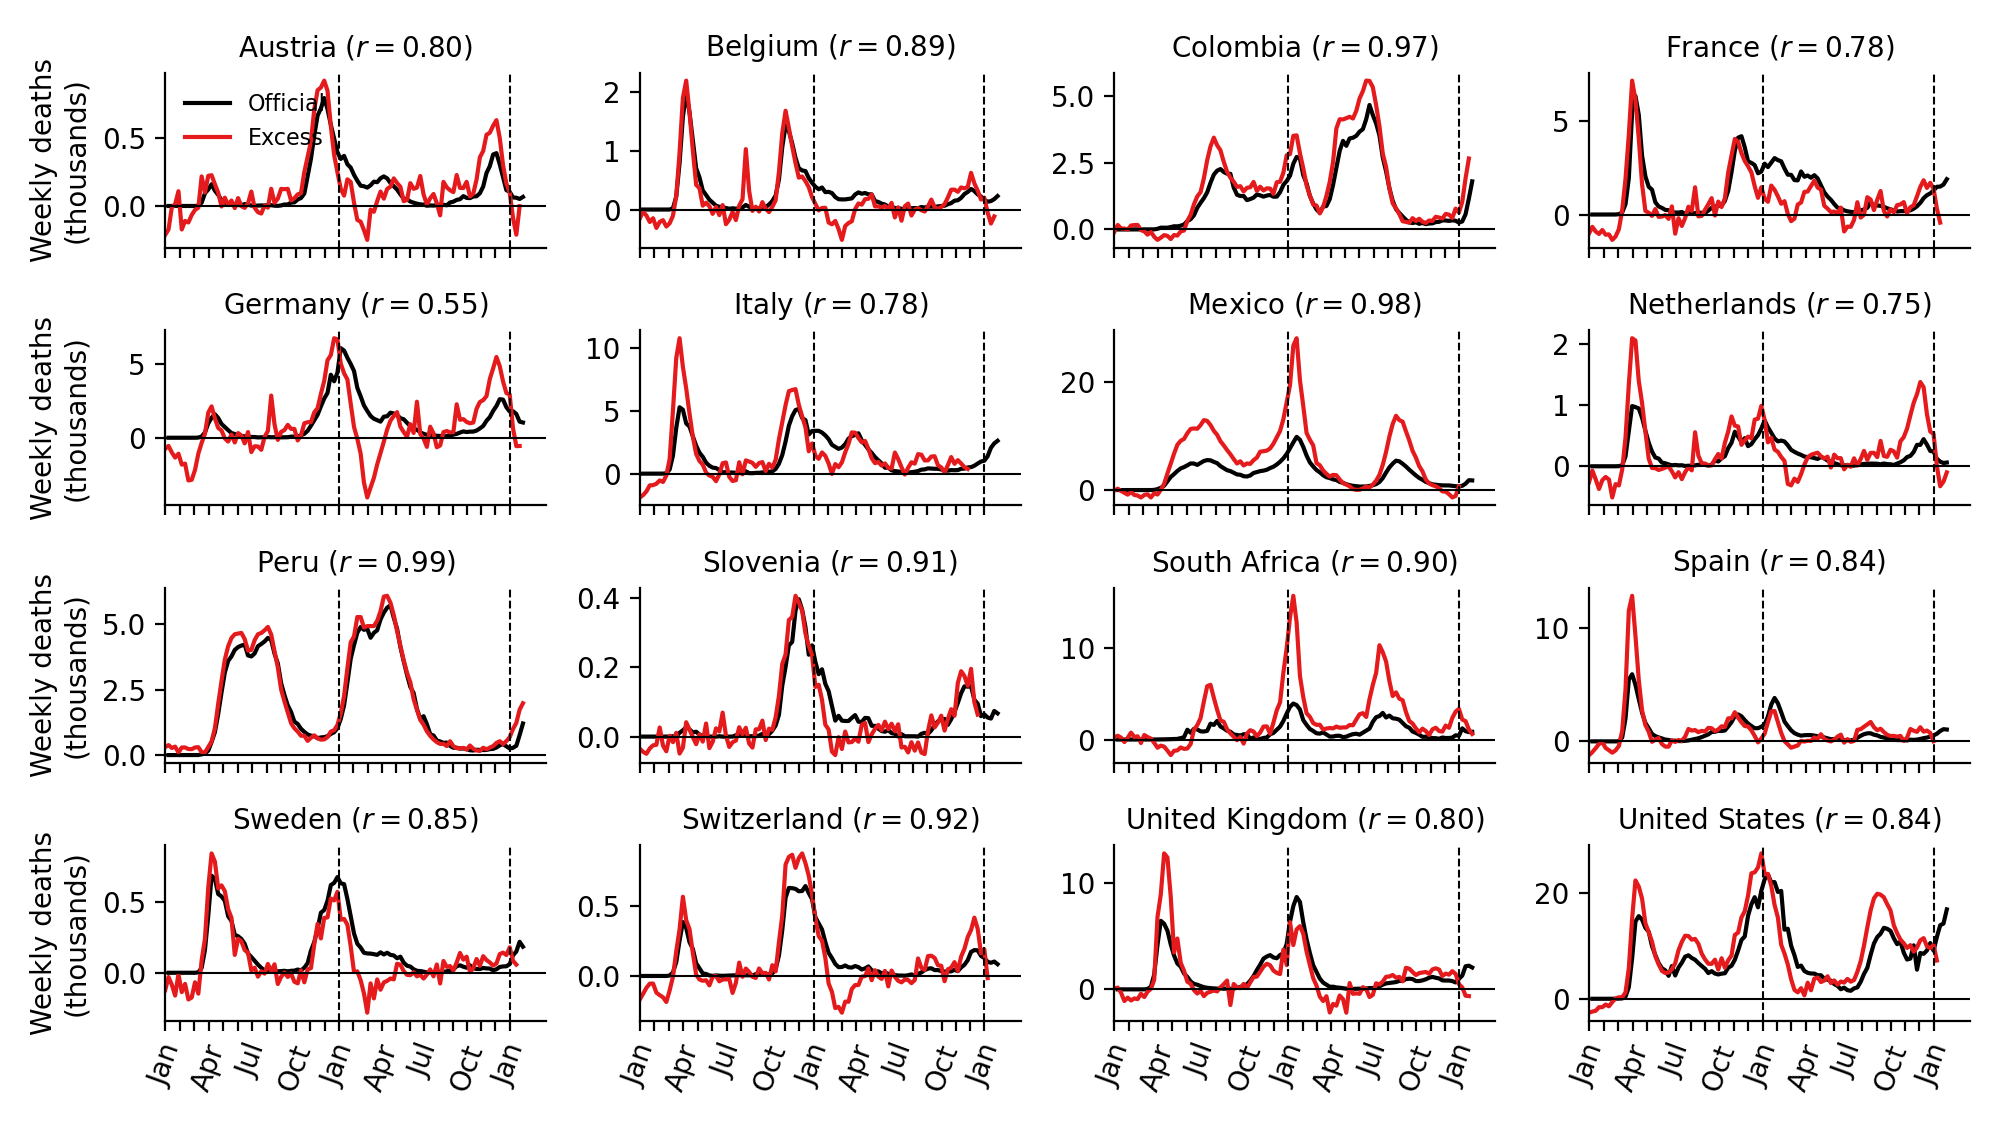 Austria (r = 0.80)
Belgium (r = 0.89)
Colombia (r = 0.97)
France (r = 0.78)
Weekly deaths
(thousands)
0.5
0.0
Official
Excess
2
1
0
5.0
2.5
0.0
5
0
Germany (r = 0.55)
Italy (r = 0.78)
Mexico (r = 0.98)
Netherlands (r = 0.75)
Weekly deaths
(thousands)
5
0
10
5
0
20
0
2
1
0
Peru (r = 0.99)
Slovenia (r = 0.91)
South Africa (r = 0.90)
Spain (r = 0.84)
Weekly deaths
(thousands)
5.0
2.5
0.0
0.4
0.2
0.0
10
0
10
0
Sweden (r = 0.85)
Switzerland (r = 0.92)
United Kingdom (r = 0.80)
United States (r = 0.84)
Weekly deaths
(thousands)
0.5
0.0
0.5
0.0
10
0
20
0
Jan Apr Jul Oct Jan Apr Jul Oct Jan
Jan Apr Jul Oct Jan Apr Jul Oct Jan
Jan Apr Jul Oct Jan Apr Jul Oct Jan
Jan Apr Jul Oct Jan Apr Jul Oct Jan